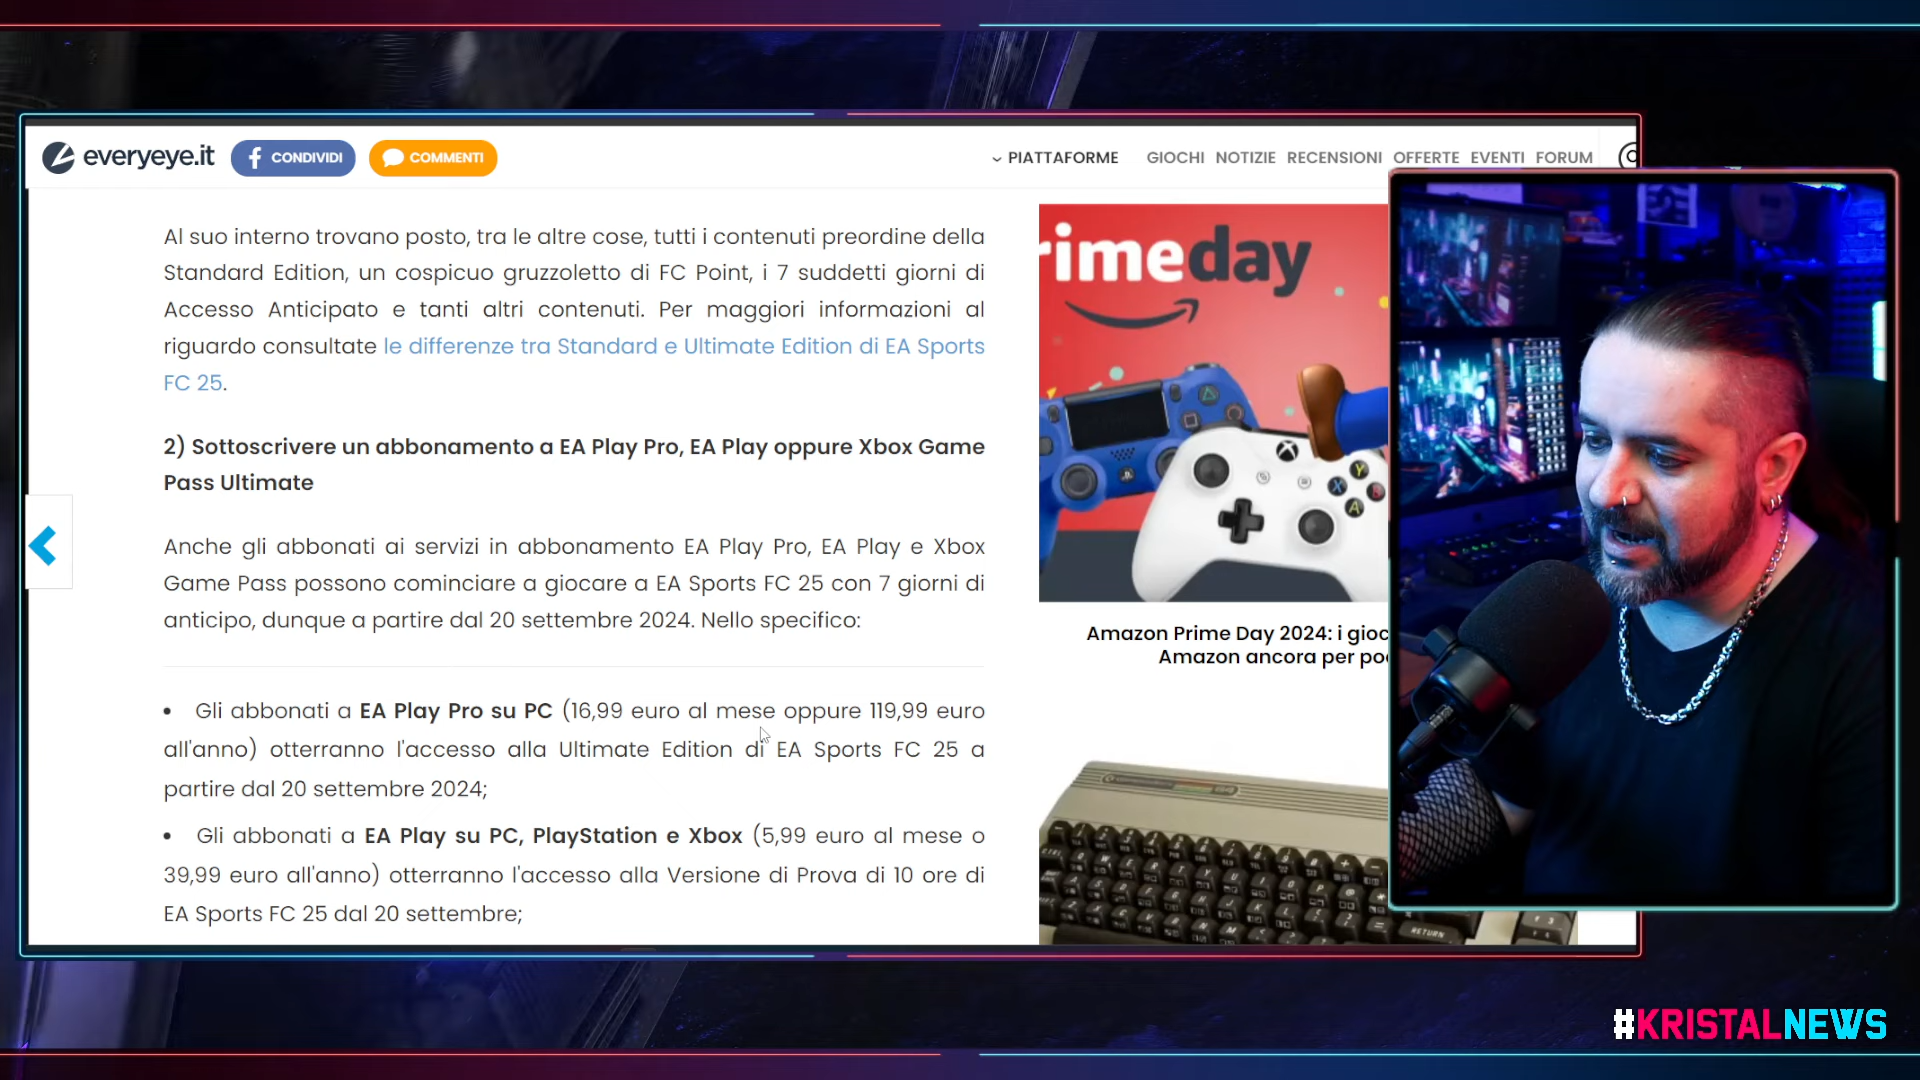 everyeye.it
CONDIVIDI
COMMENTI
PIATTAFORME
GIOCHI
NOTIZIE
RECENSIONI
OFFERTE
EVENTI
FORUM
Al suo interno trovano posto, tra le altre cose, tutti i contenuti preordine della
Standard Edition, un cospicuo gruzzoletto di FC Point, i 7 suddetti giorni di
Accesso Anticipato e tanti altri contenuti. Per maggiori informazioni al
riguardo consultate le differenze tra Standard e Ultimate Edition di EA Sports
FC 25.
2) Sottoscrivere un abbonamento a EA Play Pro, EA Play oppure Xbox Game
Pass Ultimate
Anche gli abbonati ai servizi in abbonamento EA Play Pro, EA Play e Xbox
Game Pass possono cominciare a giocare a EA Sports FC 25 con 7 giorni di
anticipo, dunque a partire dal 20 settembre 2024. Nello specifico:
• Gli abbonati a EA Play Pro su PC (16,99 euro al mese oppure 119,99 euro
all'anno) otterranno l'accesso alla Ultimate Edition di EA Sports FC 25 a
partire dal 20 settembre 2024;
• Gli abbonati a EA Play su PC, PlayStation e Xbox (5,99 euro al mese o
39,99 euro all'anno) otterranno l'accesso alla Versione di Prova di 10 ore di
EA Sports FC 25 dal 20 settembre;
rimeday
Y
X
B
A
Amazon Prime Day 2024: i gioc
Amazon ancora per po
RETURN
#KRISTALNEWS